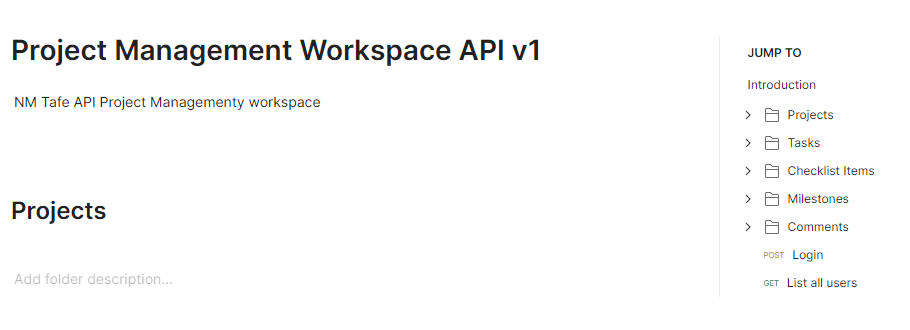 Project Management Workspace API v1
NM Tafe API Project Managementy workspace
Projects
Add folder description...
JUMP TO
Introduction
Projects
Tasks
Checklist Items
Milestones
Comments
POST Login
GET List all users